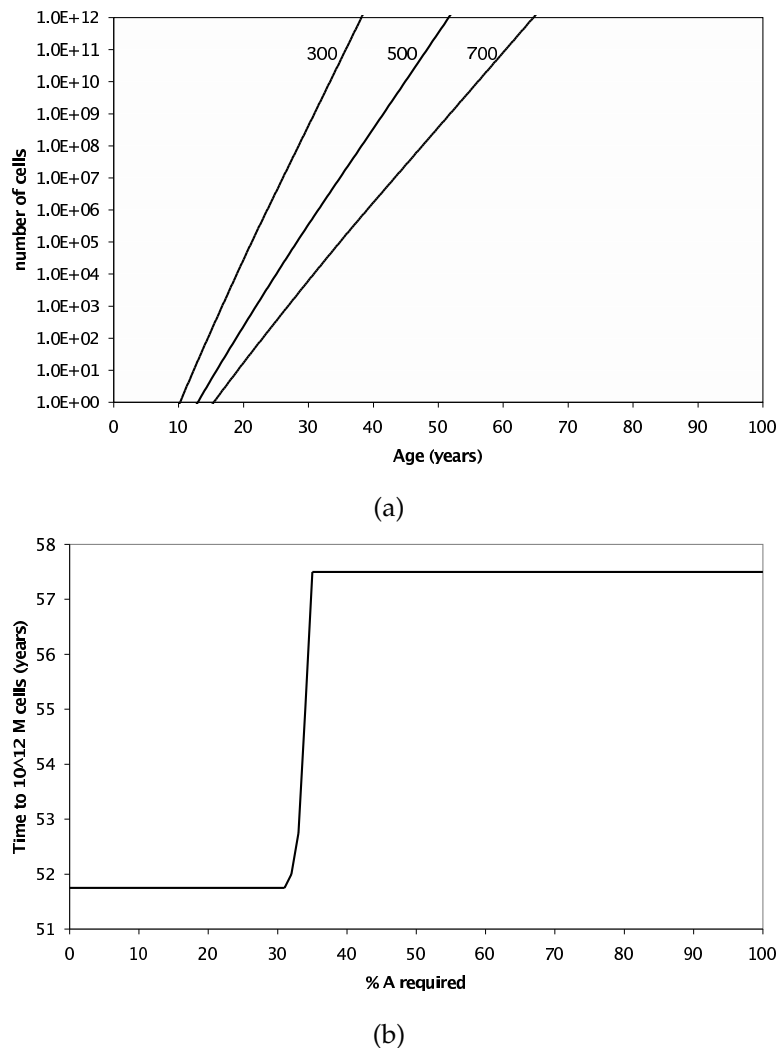 1.0E+12
1.0E+11
1.0E+10
1.0E+09
1.0E+08
1.0E+07
1.0E+06
1.0E+05
1.0E+04
1.0E+03
1.0E+02
1.0E+01
1.0E+00
number of cells
300 500 700
0 10 20 30 40 50 60 70 80 90 100
Age (years)
(a)
58
57
56
55
54
53
52
51
Time to 10^12 M cells (years)
0 10 20 30 40 50 60 70 80 90 100
% A required
(b)